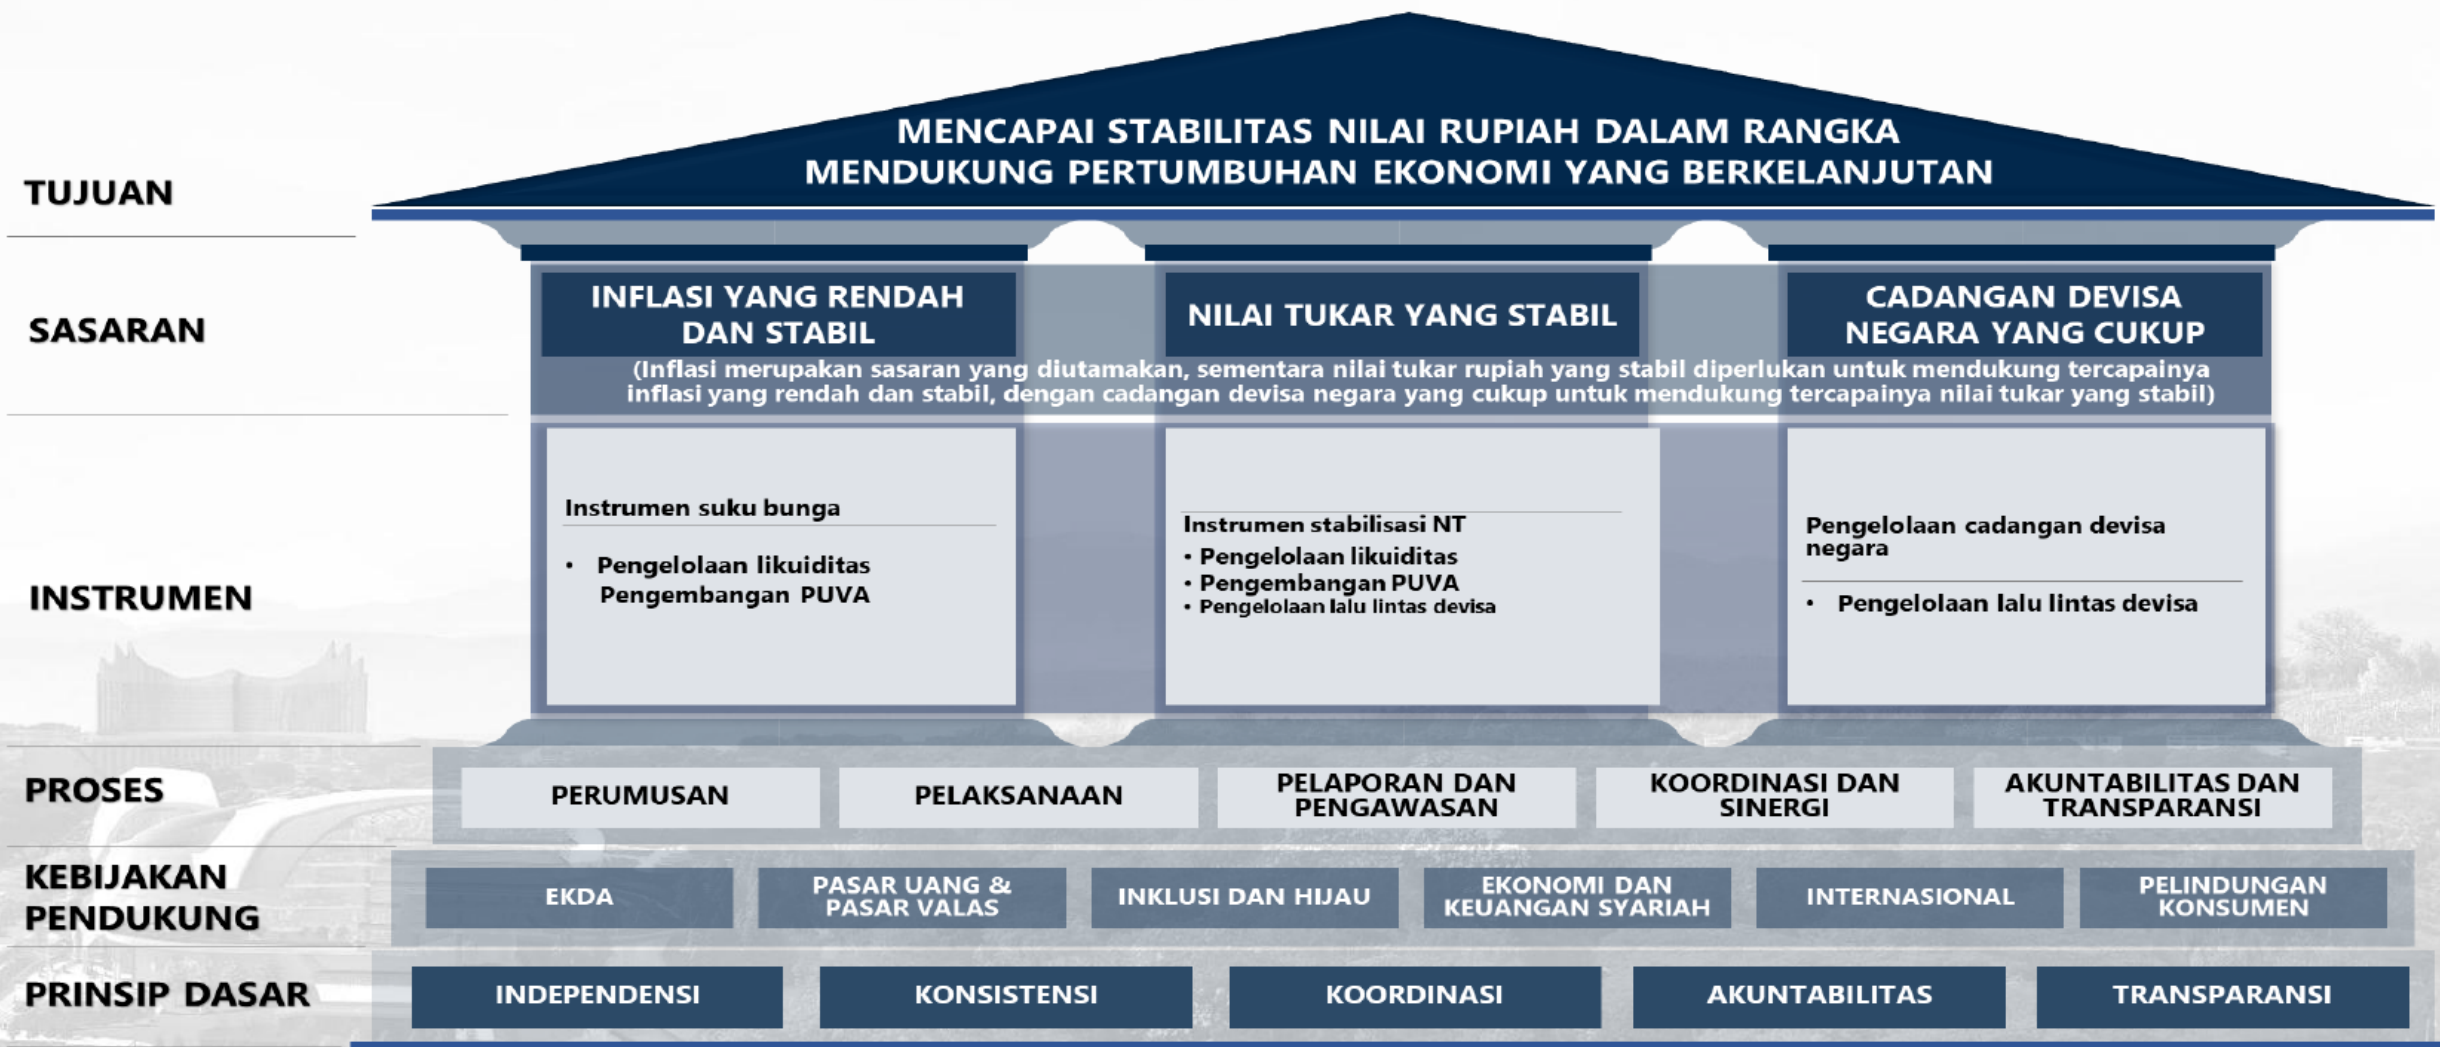 MENCAPAI STABILITAS NILAI RUPIAH DALAM RANGKA
MENDUKUNG PERTUMBUHAN EKONOMI YANG BERKELANJUTAN
TUJUAN
SASARAN
INFLASI YANG RENDAH
DAN STABIL
NILAI TUKAR YANG STABIL
CADANGAN DEVISA
NEGARA YANG CUKUP
(Inflasi merupakan sasaran yang diutamakan, sementara nilai tukar rupiah yang stabil diperlukan untuk mendukung tercapainya
inflasi yang rendah dan stabil, dengan cadangan devisa negara yang cukup untuk mendukung tercapainya nilai tukar yang stabil)
INSTRUMEN
Instrumen suku bunga
• Pengelolaan likuiditas
Pengembangan PUVA
Instrumen stabilisasi NT
• Pengelolaan likuiditas
• Pengembangan PUVA
• Pengelolaan lalu lintas devisa
Pengelolaan cadangan devisa
negara
• Pengelolaan lalu lintas devisa
PROSES
PERUMUSAN
PELAKSANAAN
PELAPORAN DAN
PENGAWASAN
KOORDINASI DAN
SINERGI
AKUNTABILITAS DAN
TRANSPARANSI
KEBIJAKAN
PENDUKUNG
EKDA
PASAR UANG &
PASAR VALAS
INKLUSI DAN HIJAU
EKONOMI DAN
KEUANGAN SYARIAH
INTERNASIONAL
PELINDUNGAN
KONSUMEN
PRINSIP DASAR
INDEPENDENSI
KONSISTENSI
KOORDINASI
AKUNTABILITAS
TRANSPARANSI